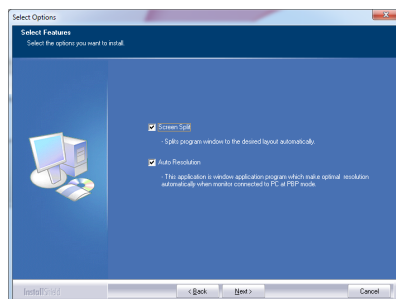 Select Options
Select Features
Select the options you want to install.
Screen Split
- Splits program window to the desired layout automatically.
Auto Resolution
- This application is window application program which make optimal resolution
automatically when monitor connected to PC at PBP mode.
InstallShield
< Back
Next >
Cancel